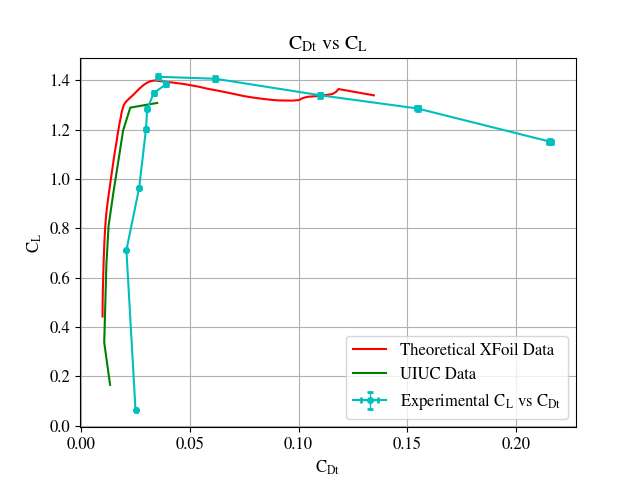 C_Dt vs C_L
1.4
1.2
1.0
0.8
0.6
0.4
0.2
0.0
C_L
Theoretical XFoil Data
UIUC Data
Experimental C_L vs C_Dt
0.00 0.05 0.10 0.15 0.20
C_Dt